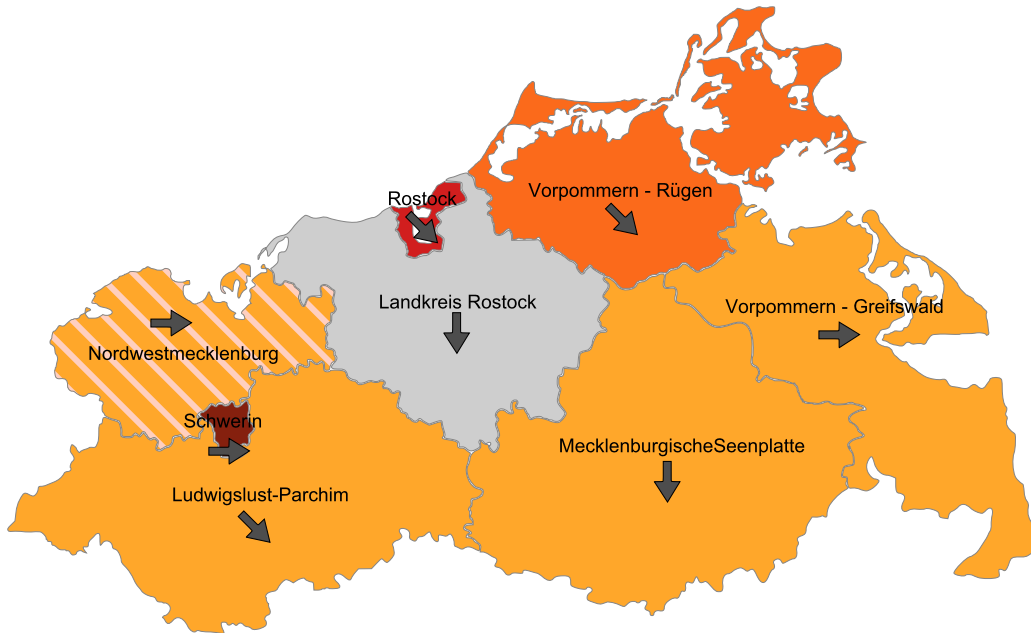 Vorpommern - Rügen
Rostock
Landkreis Rostock
Vorpommern - Greifswald
Nordwestmecklenburg
Schwerin
MecklenburgischeSeenplatte
Ludwigslust-Parchim